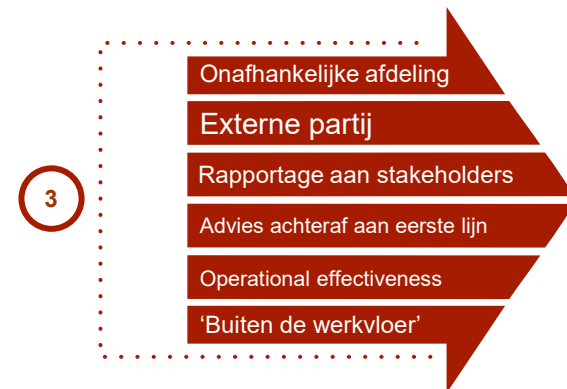 Onafhankelijke afdeling
Externe partij
3
Rapportage aan stakeholders
Advies achteraf aan eerste lijn
Operational effectiveness
‘Buiten de werkvloer’